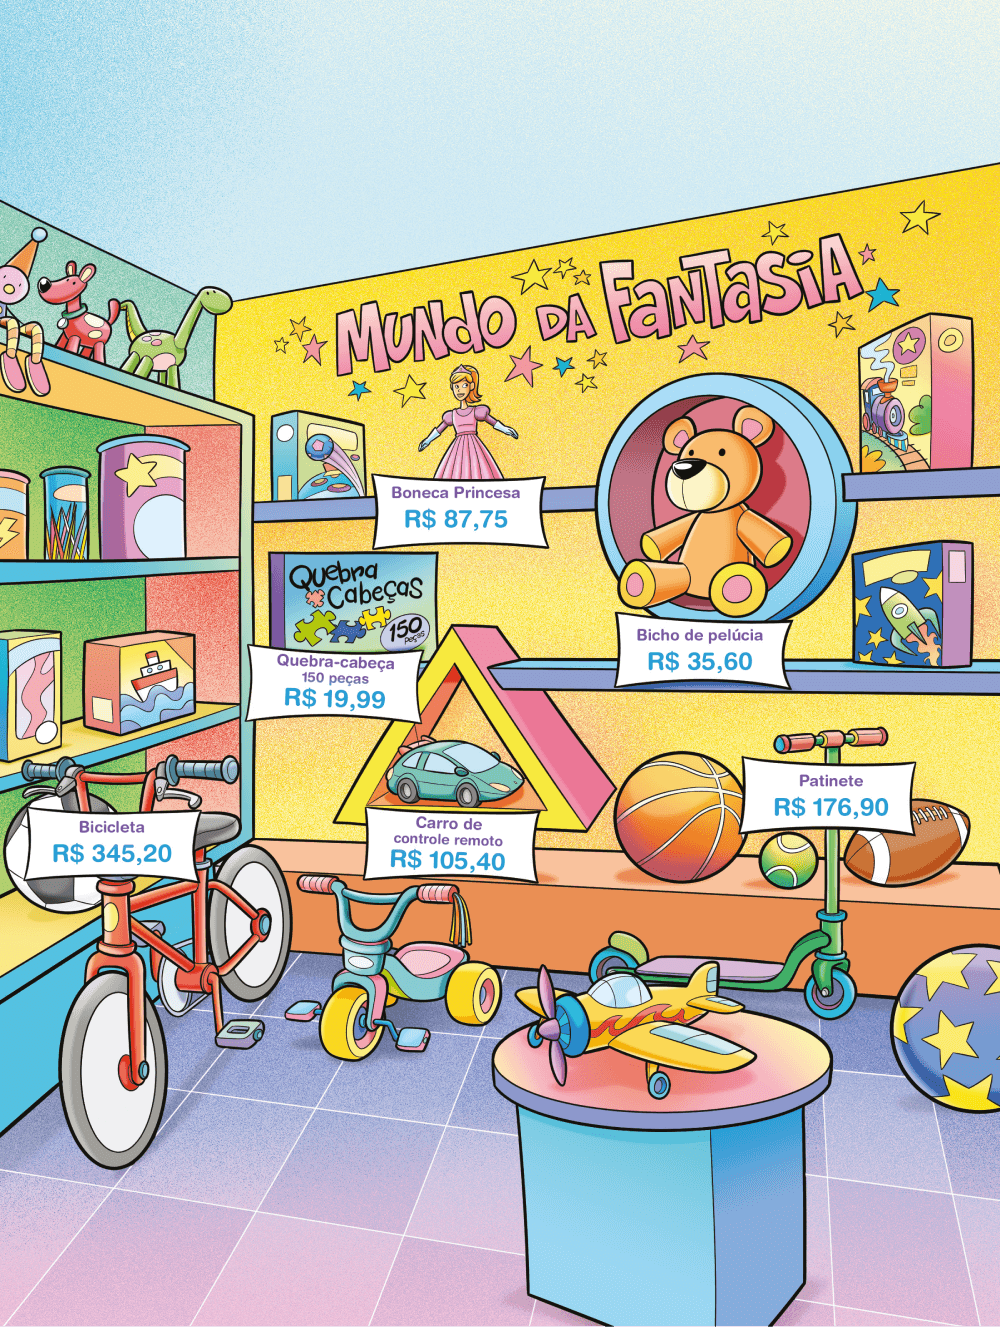 MUNDO DA FANTASIA
Boneca Princesa
R$ 87,75
QUEBRA
CABEÇAS
150
PEÇAS
Bicho de pelúcia
R$ 35,60
Quebra-cabeça
150 peças
R$ 19,99
Patinete
R$ 176,90
Bicicleta
R$ 345,20
Carro de
controle remoto
R$ 105,40